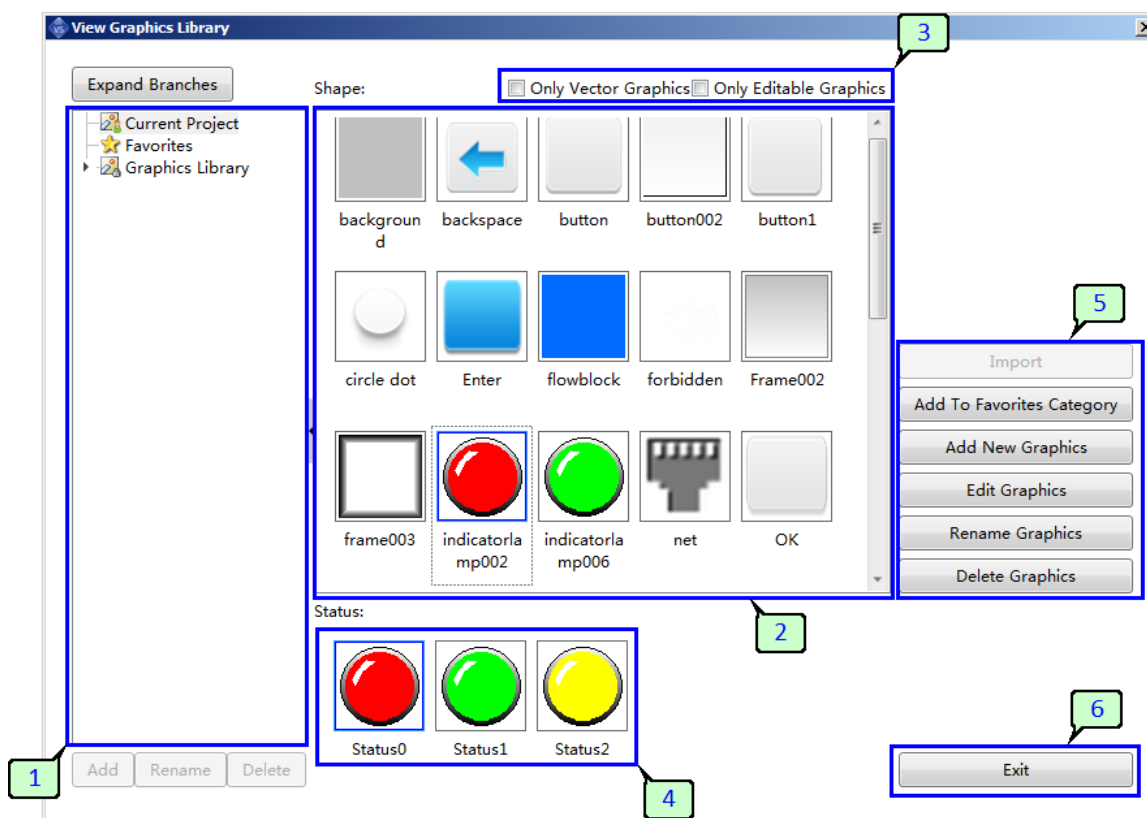 VS View Graphics Library
3
Expand Branches
Shape:
Only Vector Graphics Only Editable Graphics
Current Project
Favorites
Graphics Library
backgroun
d
backspace
button
button002
button1
circle dot
Enter
flowblock
forbidden
Frame002
frame003
indicatorla
mp002
indicatorla
mp006
net
OK
5
Import
Add To Favorites Category
Add New Graphics
Edit Graphics
Rename Graphics
Delete Graphics
2
Status:
Status0
Status1
Status2
4
1
Add Rename Delete
6
Exit